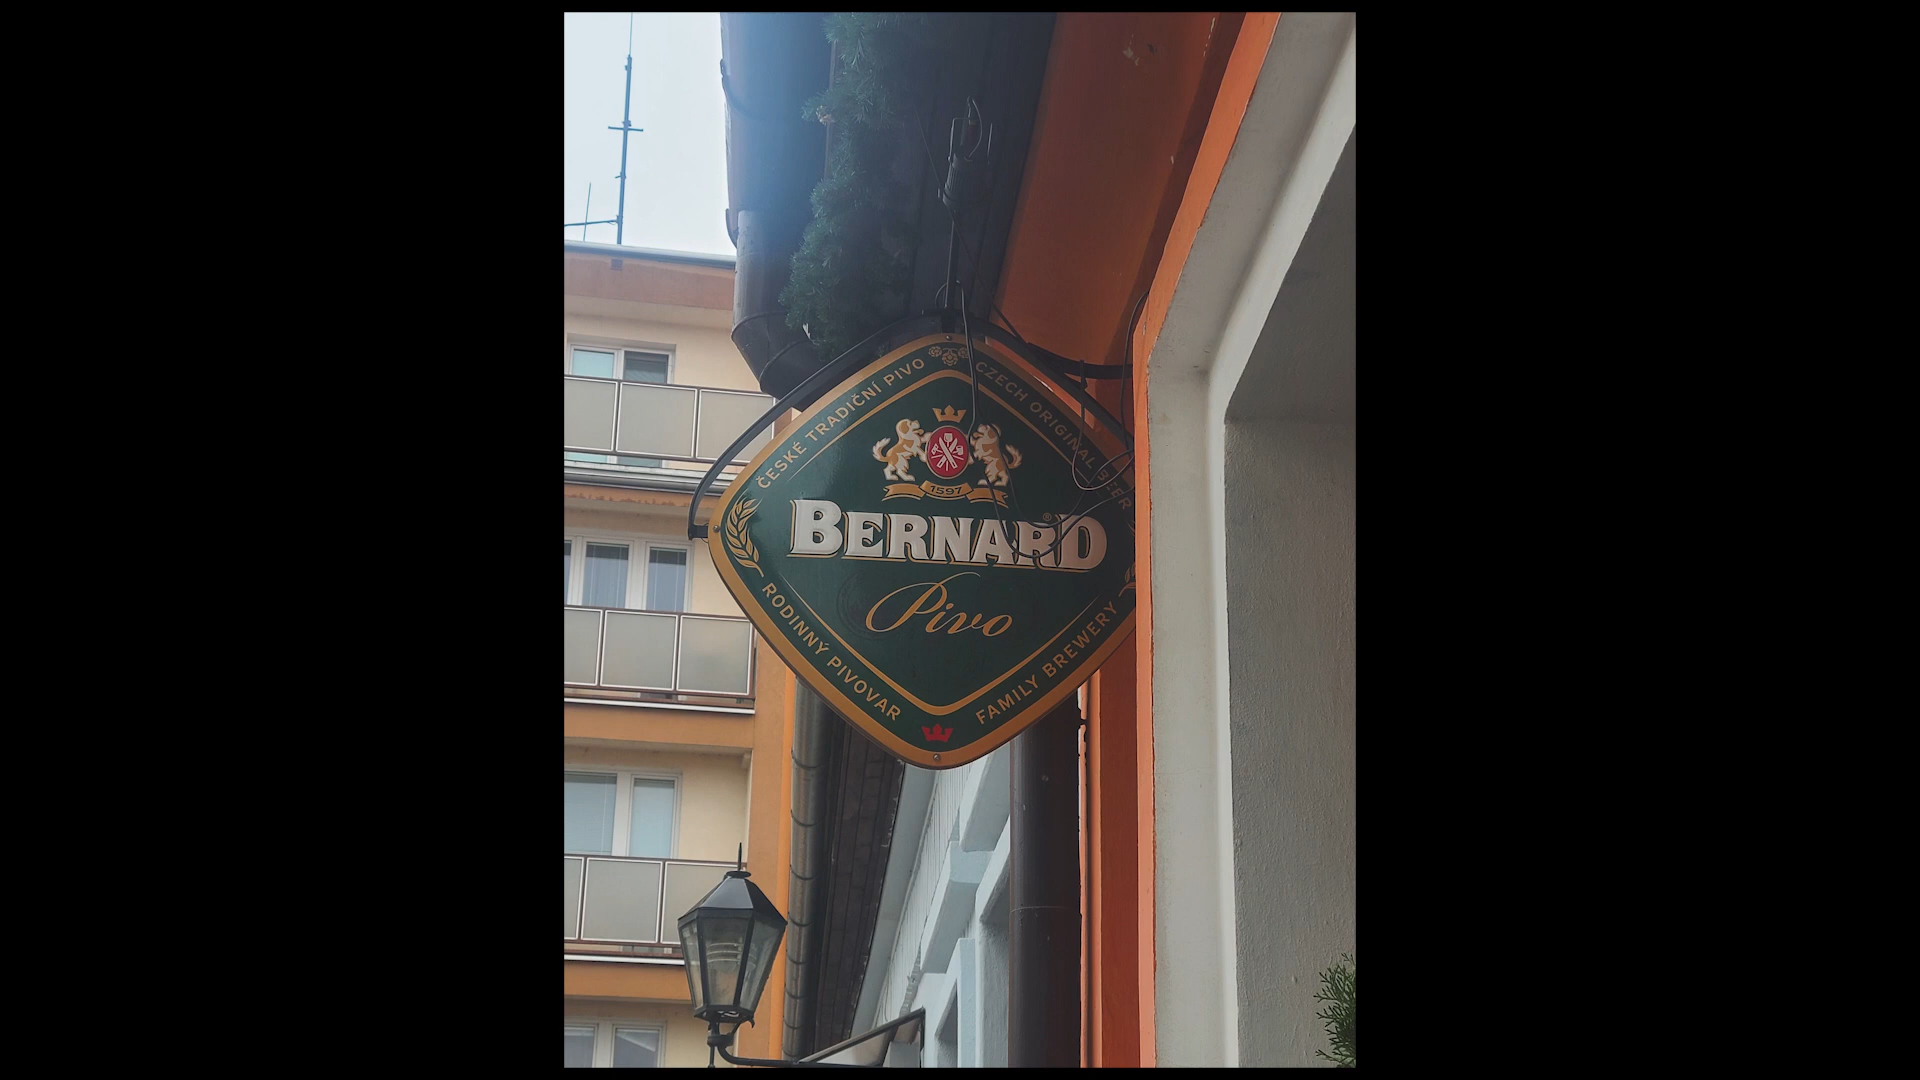 ČESKÉ TRADIČNÍ PIVO
CZECH ORIGINAL BEER
1597
BERNARD®
Pivo
RODINNÝ PIVOVAR
FAMILY BREWERY